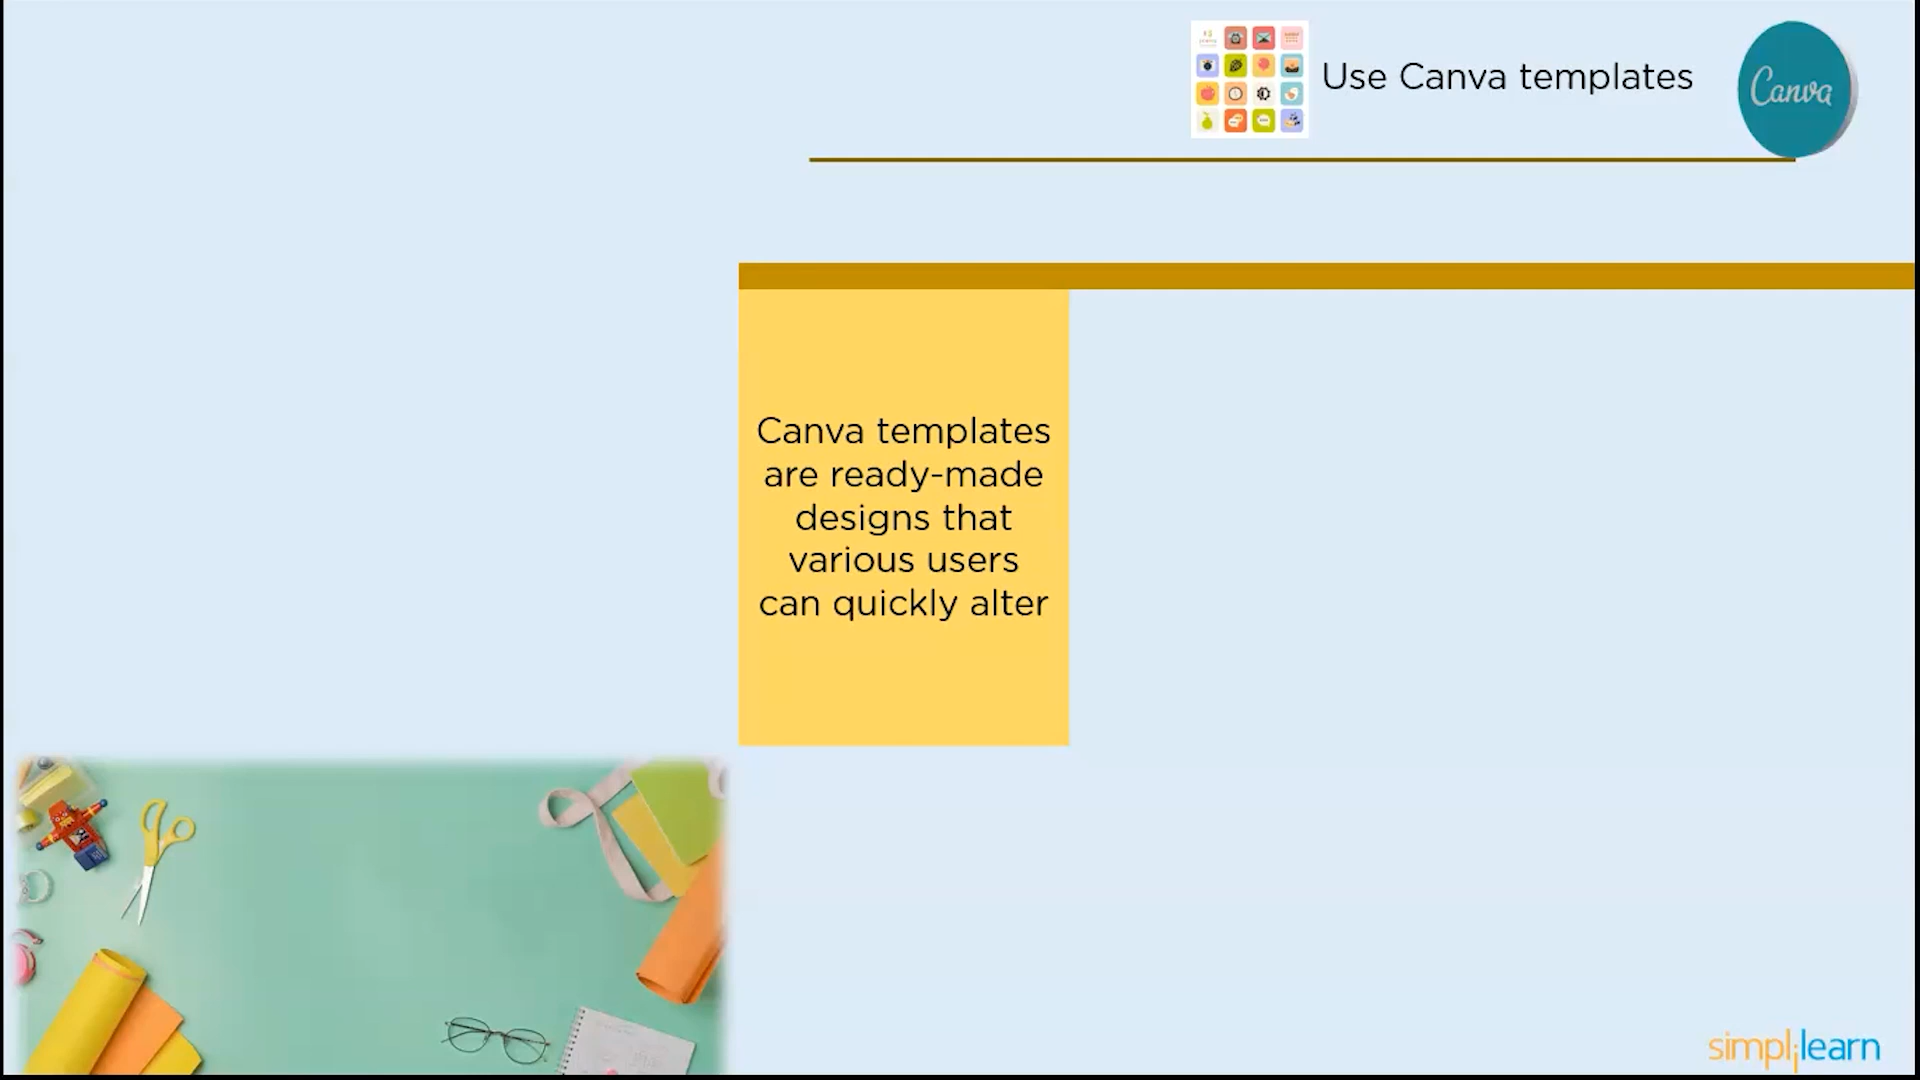 Use Canva templates
Canva
Canva templates
are ready-made
designs that
various users
can quickly alter
simplilearn